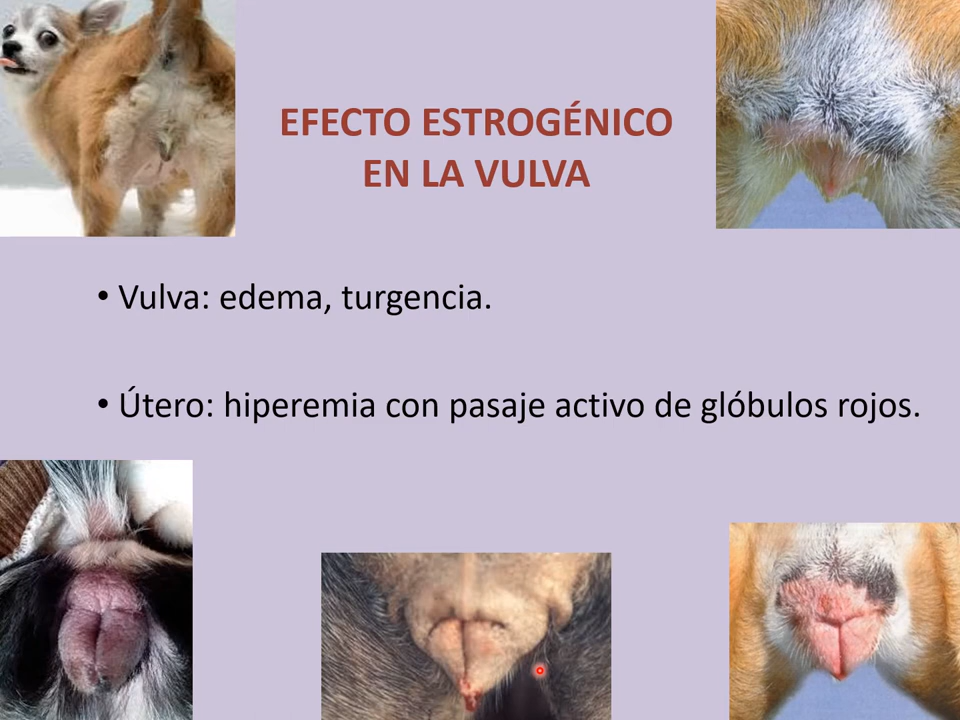 EFECTO ESTROGÉNICO
EN LA VULVA
• Vulva: edema, turgencia.
• Útero: hiperemia con pasaje activo de glóbulos rojos.